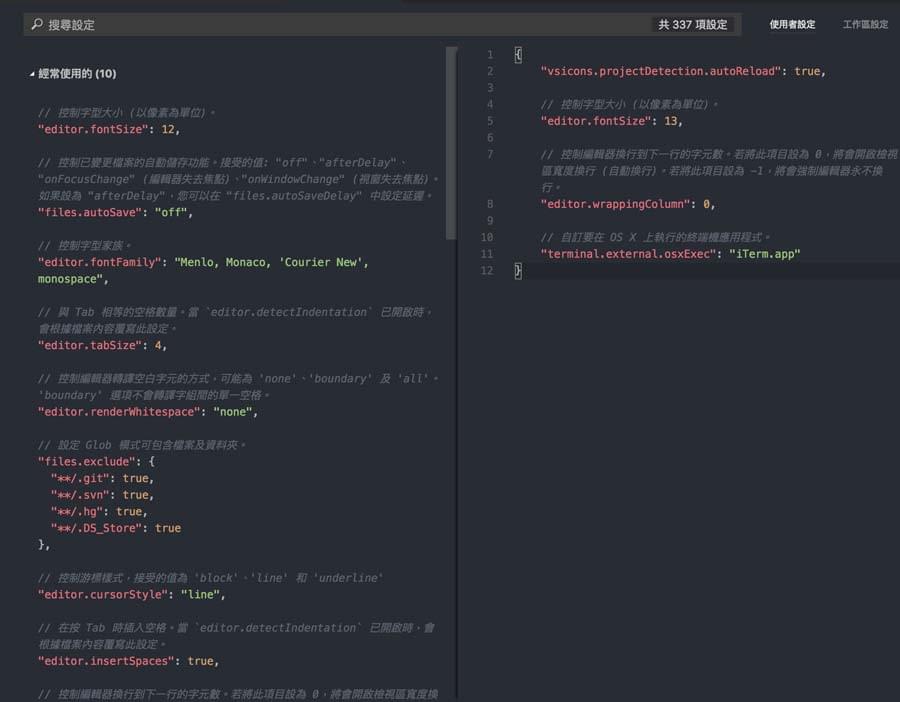 搜尋設定
共 337 項設定
使用者設定
工作區設定
經常使用的 (10)
// 控制字型大小 (以像素為單位)。
"editor.fontSize": 12,
// 控制已變更檔案的自動儲存功能。接受的值: "off"、"afterDelay"、
"onFocusChange" (編輯器失去焦點)、"onWindowChange" (視窗失去焦點)。
如果設為 "afterDelay"，您可以在 "files.autoSaveDelay" 中設定延遲。
"files.autoSave": "off",
// 控制字型家族。
"editor.fontFamily": "Menlo, Monaco, 'Courier New',
monospace",
// 與 Tab 相等的空格數量。當 `editor.detectIndentation` 已開啟時，
會根據檔案內容覆寫此設定。
"editor.tabSize": 4,
// 控制編輯器轉譯空白字元的方式，可能為 'none'、'boundary' 及 'all'。
'boundary' 選項不會轉譯字組間的單一空格。
"editor.renderWhitespace": "none",
// 設定 Glob 模式可包含檔案及資料夾。
"files.exclude": {
"**/.git": true,
"**/.svn": true,
"**/.hg": true,
"**/.DS_Store": true
},
// 控制游標樣式，接受的值為 'block'、'line' 和 'underline'
"editor.cursorStyle": "line",
// 在按 Tab 時插入空格。當 `editor.detectIndentation` 已開啟時，會
根據檔案內容覆寫此設定。
"editor.insertSpaces": true,
// 控制編輯器換行到下一行的字元數。若將此項目設為 0，將會開啟檢視區寬度換
1 {
2 "vsicons.projectDetection.autoReload": true,
3
4 // 控制字型大小 (以像素為單位)。
5 "editor.fontSize": 13,
6
7 // 控制編輯器換行到下一行的字元數。若將此項目設為 0，將會開啟檢視
區寬度換行 (自動換行)。若將此項目設為 -1，將會強制編輯器永不換
行。
8 "editor.wrappingColumn": 0,
9
10 // 自訂要在 OS X 上執行的終端機應用程式。
11 "terminal.external.osxExec": "iTerm.app"
12 }